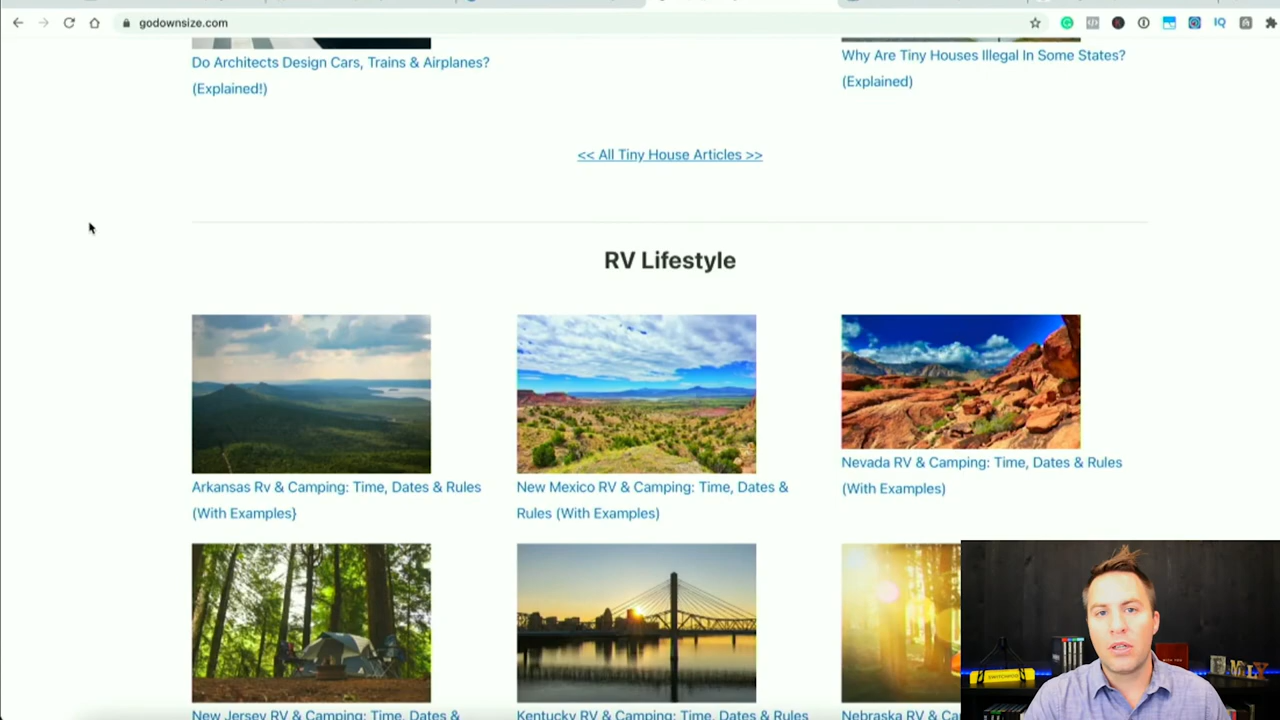 godownsize.com
IQ
Do Architects Design Cars, Trains & Airplanes?
(Explained!)
Why Are Tiny Houses Illegal In Some States?
(Explained)
<< All Tiny House Articles >>
RV Lifestyle
Arkansas Rv & Camping: Time, Dates & Rules
(With Examples}
New Mexico RV & Camping: Time, Dates &
Rules (With Examples)
Nevada RV & Camping: Time, Dates & Rules
(With Examples)
New Jersey RV & Camping: Time, Dates &
Kentucky RV & Camping: Time, Dates & Rules
Nebraska RV & Ca